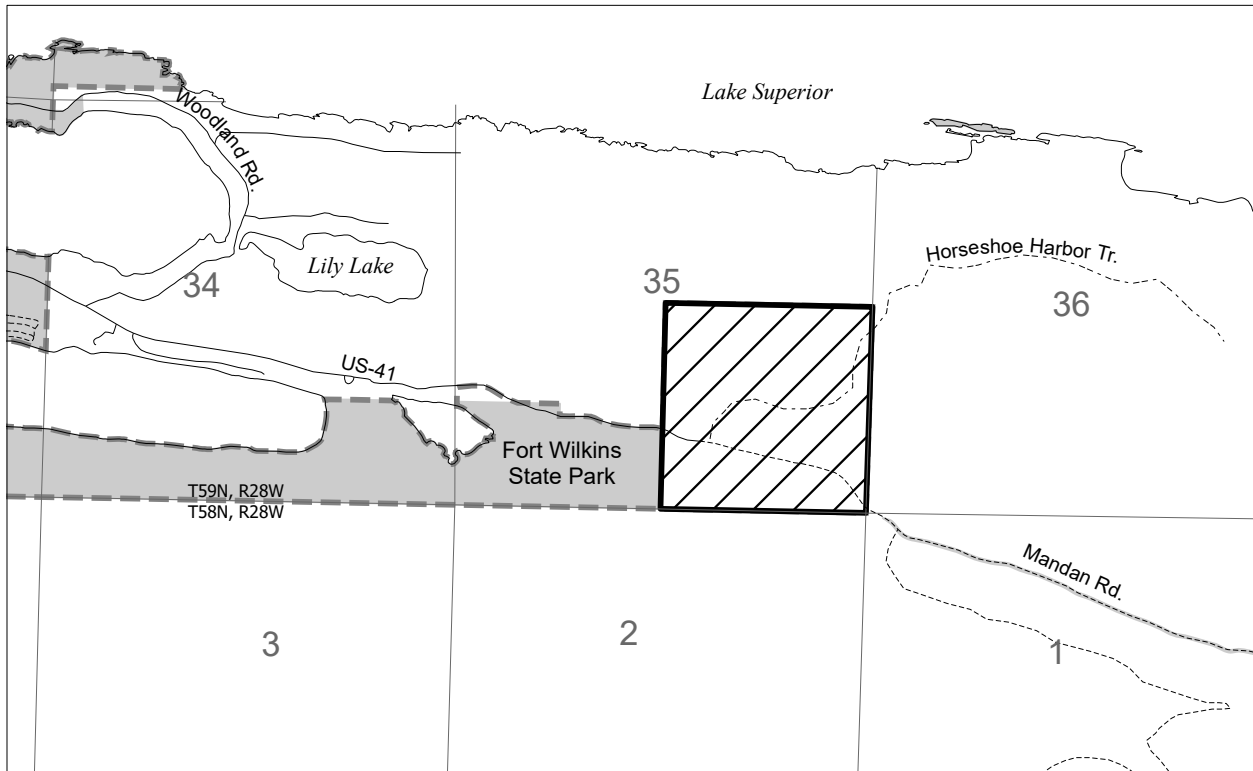 Lake Superior
Woodland Rd.
Horseshoe Harbor Tr.
Lily Lake
34
35
36
US-41
Fort Wilkins
State Park
T59N, R28W
T58N, R28W
Mandan Rd.
3
2
1